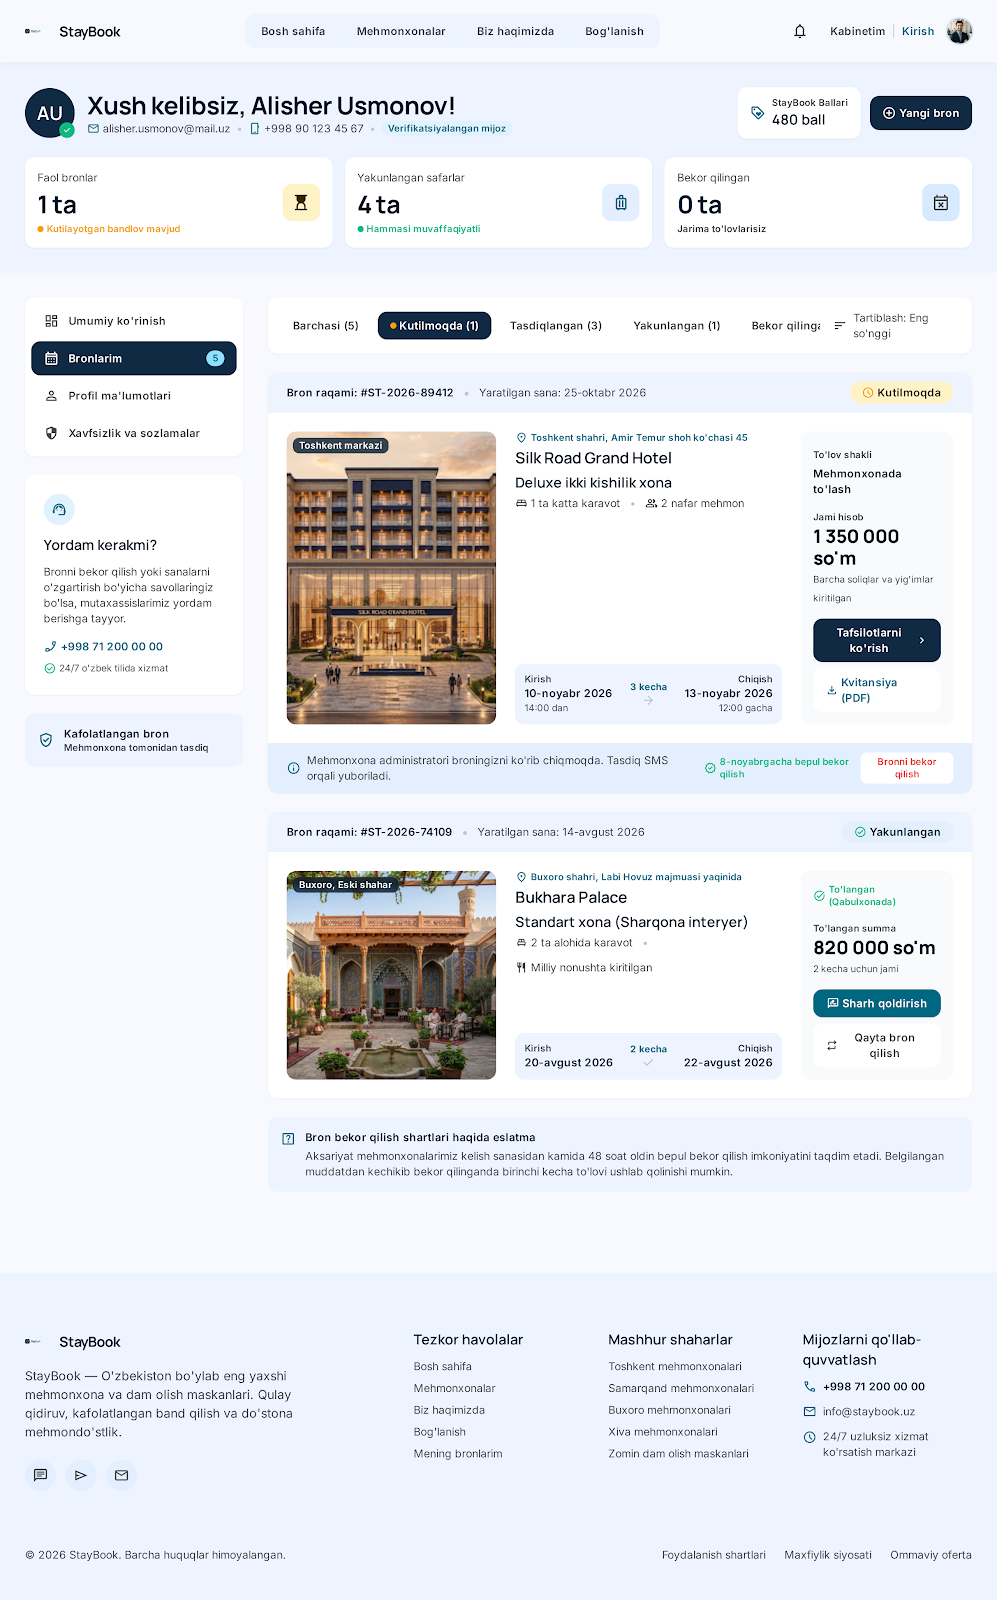 StayBook
Bosh sahifa
Mehmonxonalar
Biz haqimizda
Bog'lanish
Kabinetim
Kirish
AU
Xush kelibsiz, Alisher Usmonov!
alisher.usmonov@mail.uz
+998 90 123 45 67
Verifikatsiyalangan mijoz
StayBook Ballari
480 ball
Yangi bron
Faol bronlar
1 ta
Kutilayotgan bandlov mavjud
Yakunlangan safarlar
4 ta
Hammasi muvaffaqiyatli
Bekor qilingan
0 ta
Jarima to'lovlarisiz
Umumiy ko'rinish
Bronlarim
5
Profil ma'lumotlari
Xavfsizlik va sozlamalar
Yordam kerakmi?
Bronni bekor qilish yoki sanalarni
o'zgartirish bo'yicha savollaringiz
bo'lsa, mutaxassislarimiz yordam
berishga tayyor.
+998 71 200 00 00
24/7 o'zbek tilida xizmat
Kafolatlangan bron
Mehmonxona tomonidan tasdiq
Barchasi (5)
Kutilmoqda (1)
Tasdiqlangan (3)
Yakunlangan (1)
Bekor qilinga
Tartiblash: Eng
so'nggi
Bron raqami: #ST-2026-89412
Yaratilgan sana: 25-oktabr 2026
Kutilmoqda
Toshkent markazi
SILK ROAD GRAND HOTEL
Toshkent shahri, Amir Temur shoh ko'chasi 45
Silk Road Grand Hotel
Deluxe ikki kishilik xona
1 ta katta karavot
2 nafar mehmon
Kirish
10-noyabr 2026
14:00 dan
3 kecha
Chiqish
13-noyabr 2026
12:00 gacha
To'lov shakli
Mehmonxonada
to'lash
Jami hisob
1 350 000
so'm
Barcha soliqlar va yig'imlar
kiritilgan
Tafsilotlarni
ko'rish
Kvitansiya
(PDF)
Mehmonxona administratori broningizni ko'rib chiqmoqda. Tasdiq SMS
orqali yuboriladi.
8-noyabrgacha bepul bekor
qilish
Bronni bekor
qilish
Bron raqami: #ST-2026-74109
Yaratilgan sana: 14-avgust 2026
Yakunlangan
Buxoro, Eski shahar
Buxoro shahri, Labi Hovuz majmuasi yaqinida
Bukhara Palace
Standart xona (Sharqona interyer)
2 ta alohida karavot
Milliy nonushta kiritilgan
Kirish
20-avgust 2026
2 kecha
Chiqish
22-avgust 2026
To'langan
(Qabulxonada)
To'langan summa
820 000 so'm
2 kecha uchun jami
Sharh qoldirish
Qayta bron
qilish
Bron bekor qilish shartlari haqida eslatma
Aksariyat mehmonxonalarimiz kelish sanasidan kamida 48 soat oldin bepul bekor qilish imkoniyatini taqdim etadi. Belgilangan
muddatdan kechikib bekor qilinganda birinchi kecha to'lovi ushlab qolinishi mumkin.
StayBook
StayBook — O'zbekiston bo'ylab eng yaxshi
mehmonxona va dam olish maskanlari. Qulay
qidiruv, kafolatlangan band qilish va do'stona
mehmondo'stlik.
Tezkor havolalar
Bosh sahifa
Mehmonxonalar
Biz haqimizda
Bog'lanish
Mening bronlarim
Mashhur shaharlar
Toshkent mehmonxonalari
Samarqand mehmonxonalari
Buxoro mehmonxonalari
Xiva mehmonxonalari
Zomin dam olish maskanlari
Mijozlarni qo'llab-
quvvatlash
+998 71 200 00 00
info@staybook.uz
24/7 uzluksiz xizmat
ko'rsatish markazi
© 2026 StayBook. Barcha huquqlar himoyalangan.
Foydalanish shartlari
Maxfiylik siyosati
Ommaviy oferta